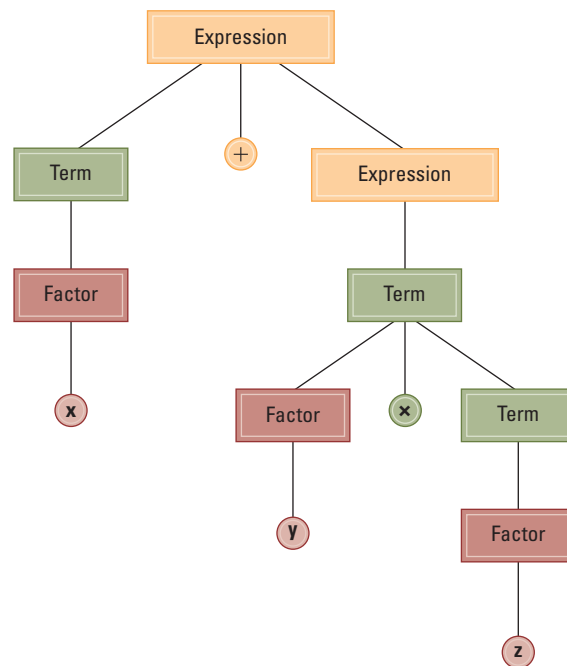 Expression
Term
+
Expression
Factor
Term
x
Factor
×
Term
y
Factor
z